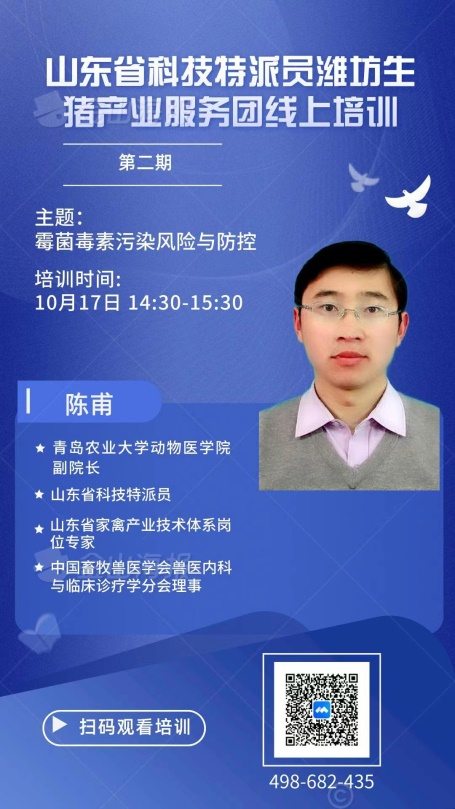 山东省科技特派员潍坊生
猪产业服务团线上培训
第二期
主题：
霉菌毒素污染风险与防控
培训时间:
10月17日 14:30-15:30
陈甫
青岛农业大学动物医学院
副院长
山东省科技特派员
山东省家禽产业技术体系岗
位专家
中国畜牧兽医学会兽医内科
与临床诊疗学分会理事
扫码观看培训
498-682-435